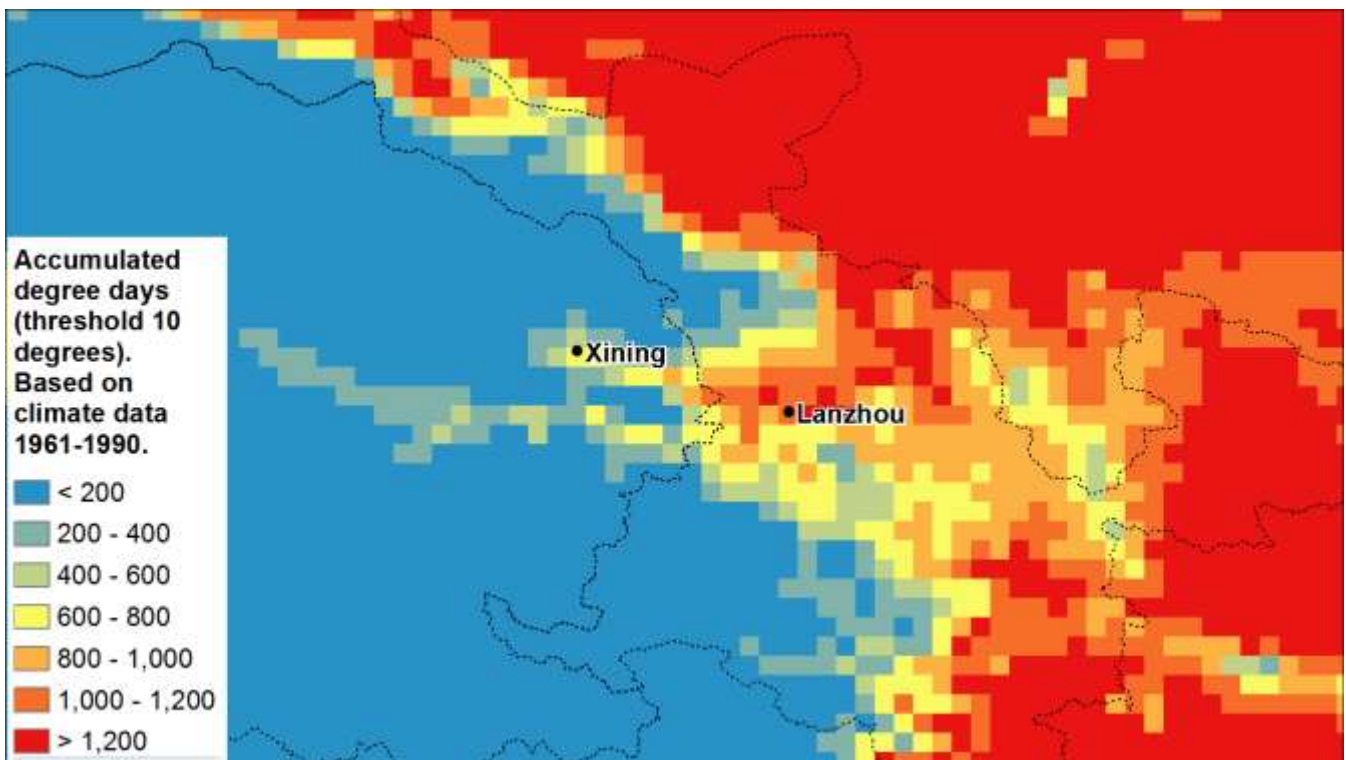 Accumulated
degree days
(threshold 10
degrees).
Based on
climate data
1961-1990.
< 200
200 - 400
400 - 600
600 - 800
800 - 1,000
1,000 - 1,200
> 1,200
Xining
Lanzhou